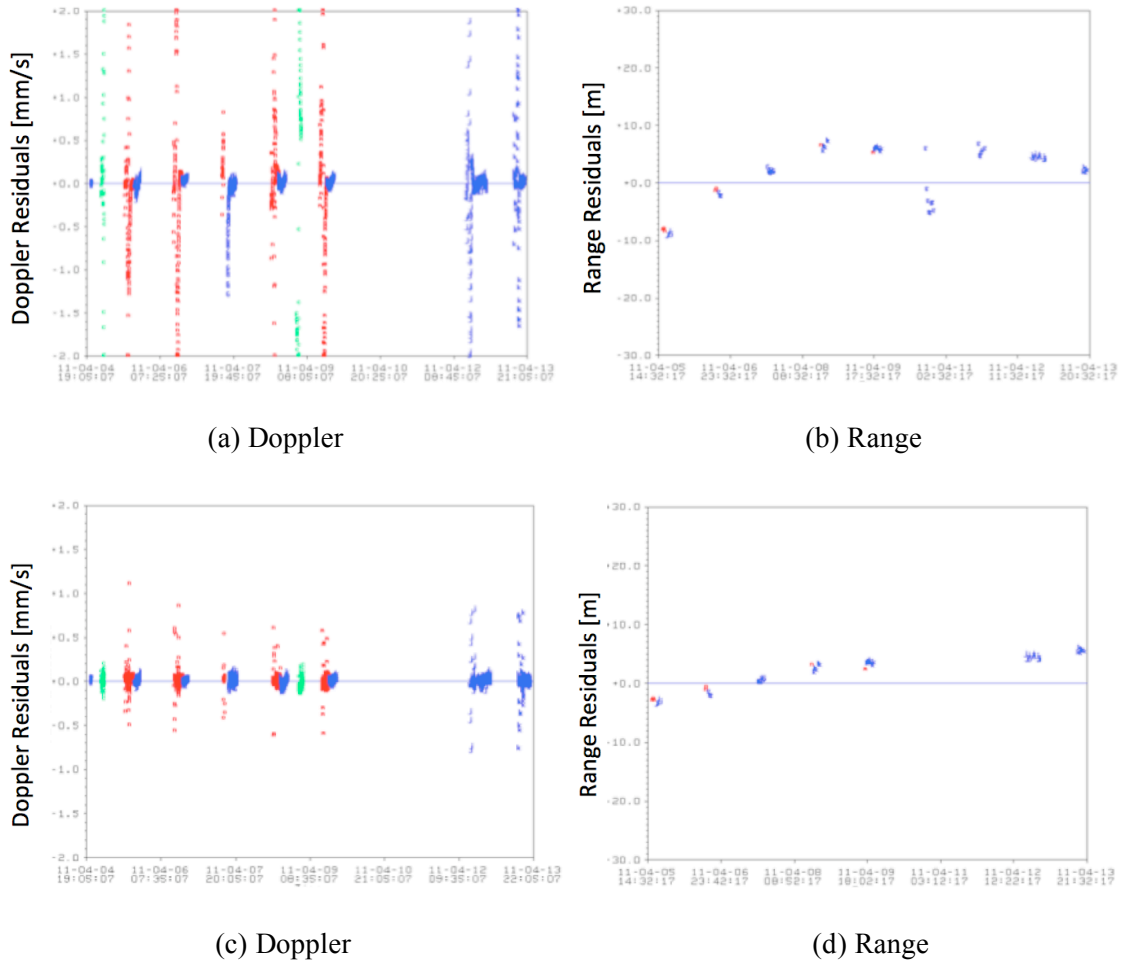 Doppler Residuals [mm/s]
+2.0
+1.5
+1.0
+0.5
+0.0
-0.5
-1.0
-1.5
-2.0
11-04-04 11-04-06 11-04-07 11-04-09 11-04-10 11-04-12 11-04-13
19:05:07 07:25:07 19:45:07 08:05:07 20:25:07 08:45:07 21:05:07
(a) Doppler
Range Residuals [m]
+30.0
+20.0
+10.0
+0.0
-10.0
-20.0
-30.0
11-04-05 11-04-06 11-04-08 11-04-09 11-04-11 11-04-12 11-04-13
14:32:17 23:32:17 08:32:17 17:32:17 02:32:17 11:32:17 20:32:17
(b) Range
Doppler Residuals [mm/s]
+2.0
+1.5
+1.0
+0.5
+0.0
-0.5
-1.0
-1.5
-2.0
11-04-04 11-04-06 11-04-07 11-04-09 11-04-10 11-04-12 11-04-13
19:05:07 07:35:07 20:05:07 08:35:07 21:05:07 09:35:07 22:05:07
(c) Doppler
Range Residuals [m]
+30.0
+20.0
+10.0
+0.0
-10.0
-20.0
-30.0
11-04-05 11-04-06 11-04-08 11-04-09 11-04-11 11-04-12 11-04-13
14:32:17 23:42:17 08:52:17 18:02:17 03:12:17 12:22:17 21:32:17
(d) Range